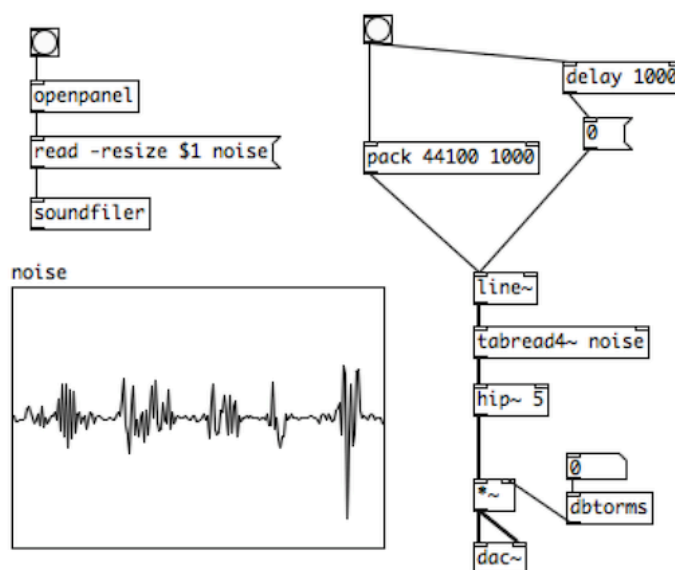 openpanel
read -resize $1 noise
soundfiler
noise
delay 1000
0
pack 44100 1000
line~
tabread4~ noise
hip~ 5
0
*~
dbtorms
dac~